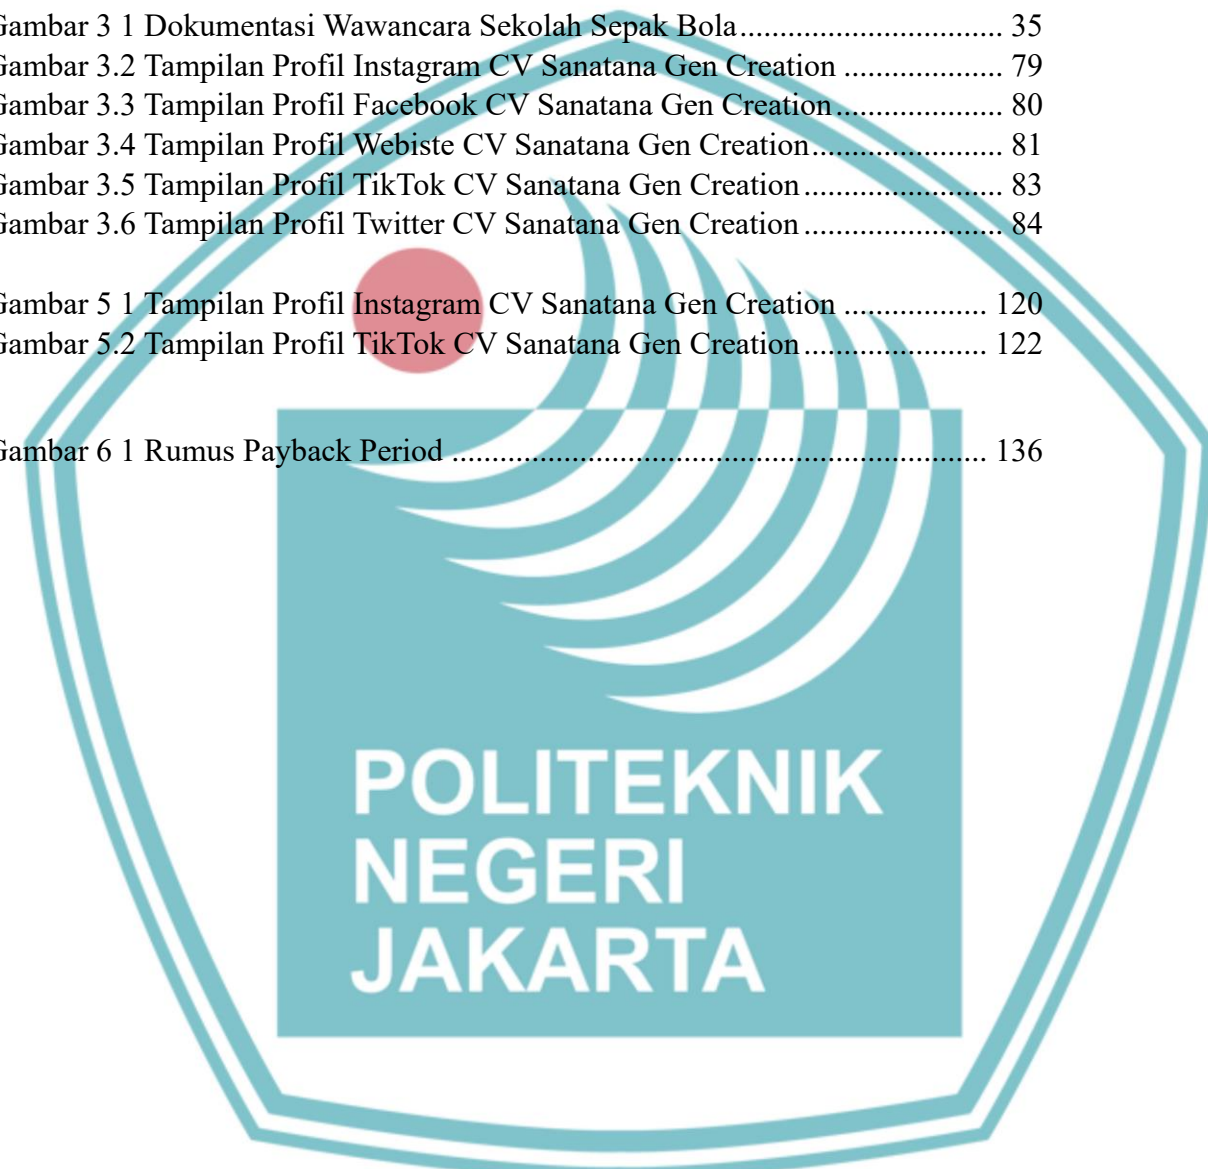 Gambar 3 1 Dokumentasi Wawancara Sekolah Sepak Bola................................. 35
Gambar 3.2 Tampilan Profil Instagram CV Sanatana Gen Creation .................... 79
Gambar 3.3 Tampilan Profil Facebook CV Sanatana Gen Creation..................... 80
Gambar 3.4 Tampilan Profil Webiste CV Sanatana Gen Creation........................ 81
Gambar 3.5 Tampilan Profil TikTok CV Sanatana Gen Creation ......................... 83
Gambar 3.6 Tampilan Profil Twitter CV Sanatana Gen Creation ......................... 84
Gambar 5 1 Tampilan Profil Instagram CV Sanatana Gen Creation .................. 120
Gambar 5.2 Tampilan Profil TikTok CV Sanatana Gen Creation ....................... 122
Gambar 6 1 Rumus Payback Period ................................................................... 136
POLITEKNIK
NEGERI
JAKARTA